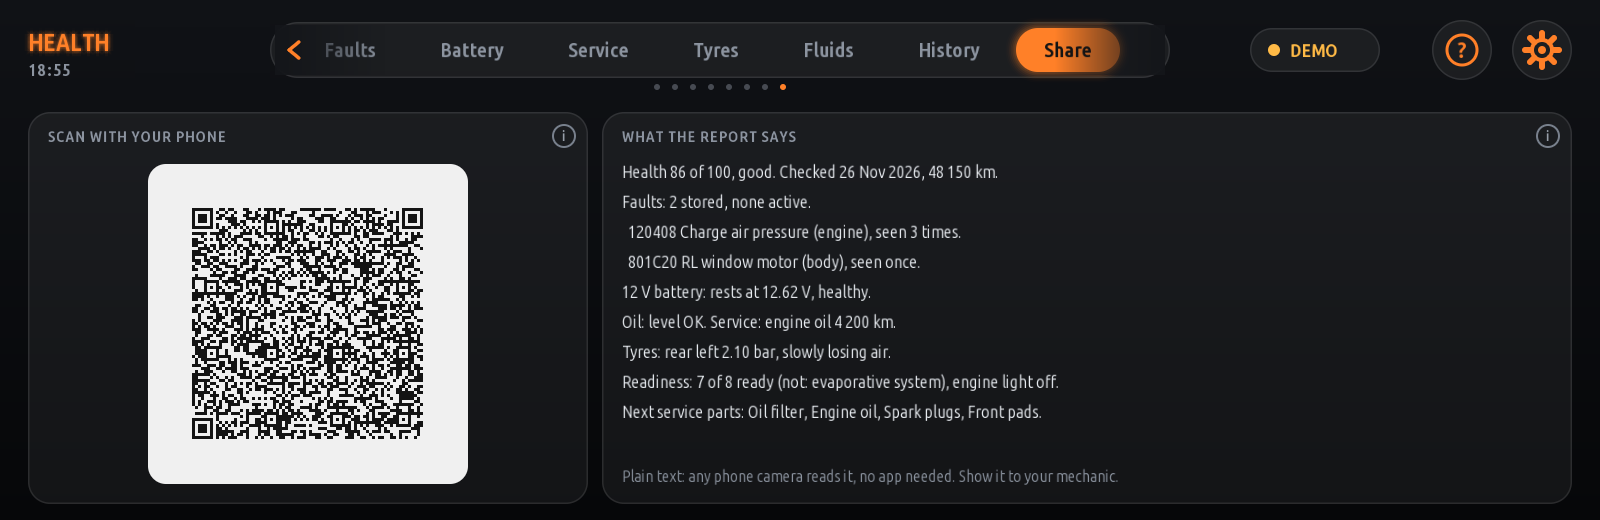 HEALTH
18:55
Faults
Battery
Service
Tyres
Fluids
History
Share
DEMO
?
SCAN WITH YOUR PHONE
i
WHAT THE REPORT SAYS
i
Health 86 of 100, good. Checked 26 Nov 2026, 48 150 km.
Faults: 2 stored, none active.
120408 Charge air pressure (engine), seen 3 times.
801C20 RL window motor (body), seen once.
12 V battery: rests at 12.62 V, healthy.
Oil: level OK. Service: engine oil 4 200 km.
Tyres: rear left 2.10 bar, slowly losing air.
Readiness: 7 of 8 ready (not: evaporative system), engine light off.
Next service parts: Oil filter, Engine oil, Spark plugs, Front pads.
Plain text: any phone camera reads it, no app needed. Show it to your mechanic.